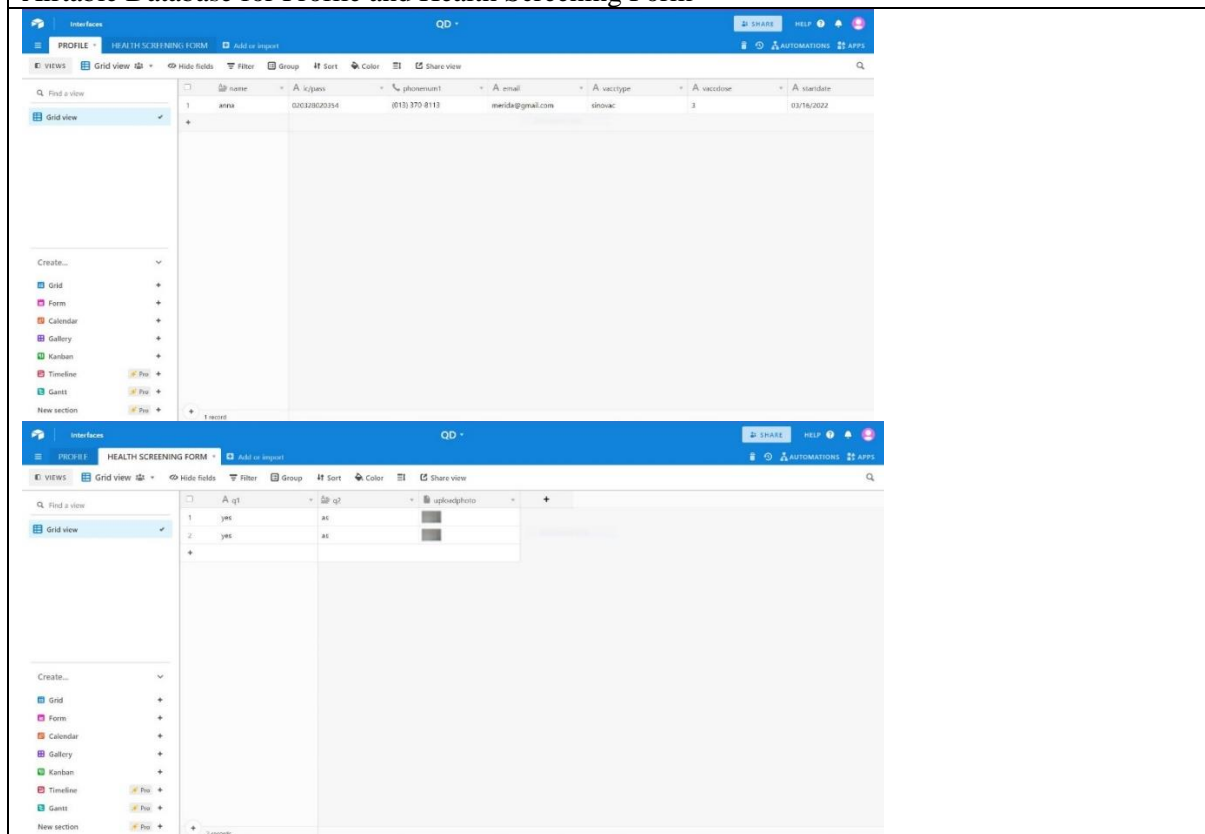 Airtable Database for Profile and Health Screening Form
Interfaces QD SHARE HELP
PROFILE HEALTH SCREENING FORM Add or import AUTOMATIONS APPS
VIEWS Grid view Hide fields Filter Group Sort Color Share view
Find a view
name A ic/pass phonenum1 A email A vacctype A vaccdose A startdate
1 anna 020328020354 (013) 370-8113 merida@gmail.com sinovac 3 03/16/2022
Grid view
+
Create...
Grid +
Form +
Calendar +
Gallery +
Kanban +
Timeline Pro +
Gantt Pro +
New section Pro +
+ 1 record
Interfaces QD SHARE HELP
PROFILE HEALTH SCREENING FORM Add or import AUTOMATIONS APPS
VIEWS Grid view Hide fields Filter Group Sort Color Share view
Find a view
A q1 q2 uploadphoto +
1 yes as
Grid view
2 yes as
+
Create...
Grid +
Form +
Calendar +
Gallery +
Kanban +
Timeline Pro +
Gantt Pro +
New section Pro +
+